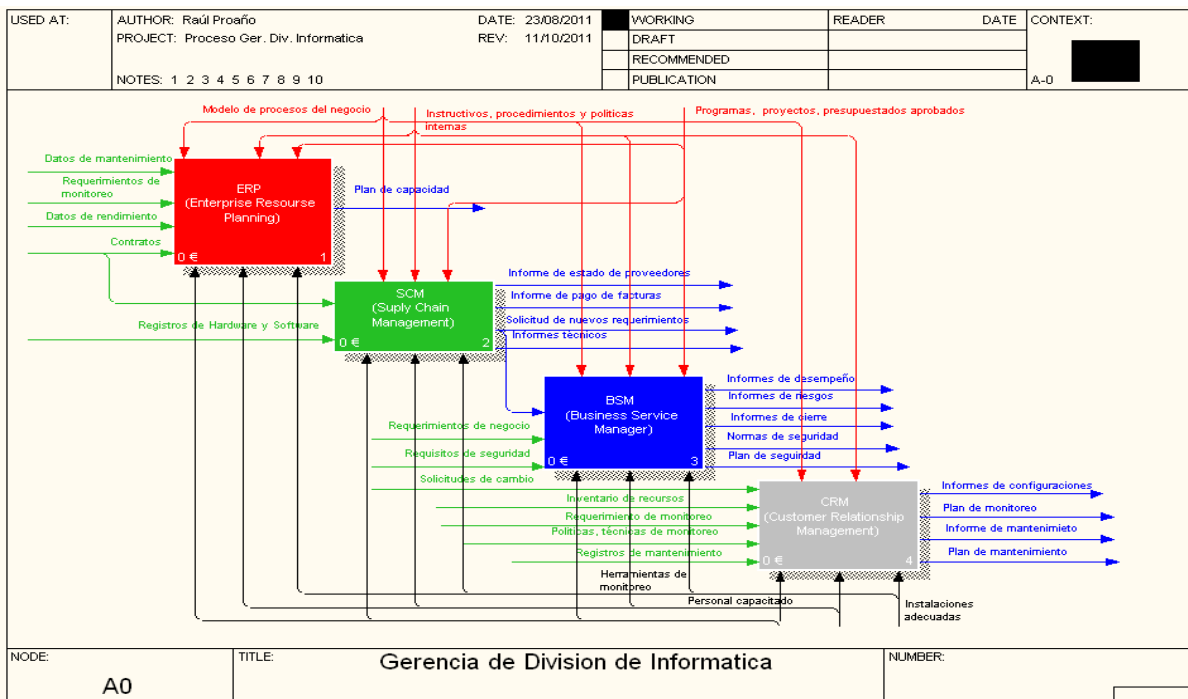 USED AT:
AUTHOR: Raúl Proaño
DATE: 23/08/2011
PROJECT: Proceso Ger. Div. Informatica
REV: 11/10/2011
NOTES: 1 2 3 4 5 6 7 8 9 10
WORKING
DRAFT
RECOMMENDED
PUBLICATION
READER
DATE
CONTEXT:
A-0
Modelo de procesos del negocio
Instructivos, procedimientos y politicas
internas
Programas, proyectos, presupuestados aprobados
Datos de mantenimiento
Requerimientos de
monitoreo
Datos de rendimiento
Contratos
ERP
(Enterprise Resourse
Planning)
0 €
1
Plan de capacidad
Registros de Hardware y Software
SCM
(Suply Chain
Management)
0 €
2
Informe de estado de proveedores
Informe de pago de facturas
Solicitud de nuevos requerimientos
Informes técnicos
Requerimientos de negocio
Requisitos de seguridad
Solicitudes de cambio
BSM
(Business Service
Manager)
0 €
3
Informes de desempeño
Informes de riesgos
Informes de cierre
Normas de seguridad
Plan de seguridad
Inventario de recursos
Requerimiento de monitoreo
Politicas, técnicas de monitoreo
Registros de mantenimiento
CRM
(Customer Relationship
Management)
0 €
4
Informes de configuraciones
Plan de monitoreo
Informe de mantenimieto
Plan de mantenimiento
Herramientas de
monitoreo
Personal capacitado
Instalaciones
adecuadas
NODE:
A0
TITLE:
Gerencia de Division de Informatica
NUMBER: